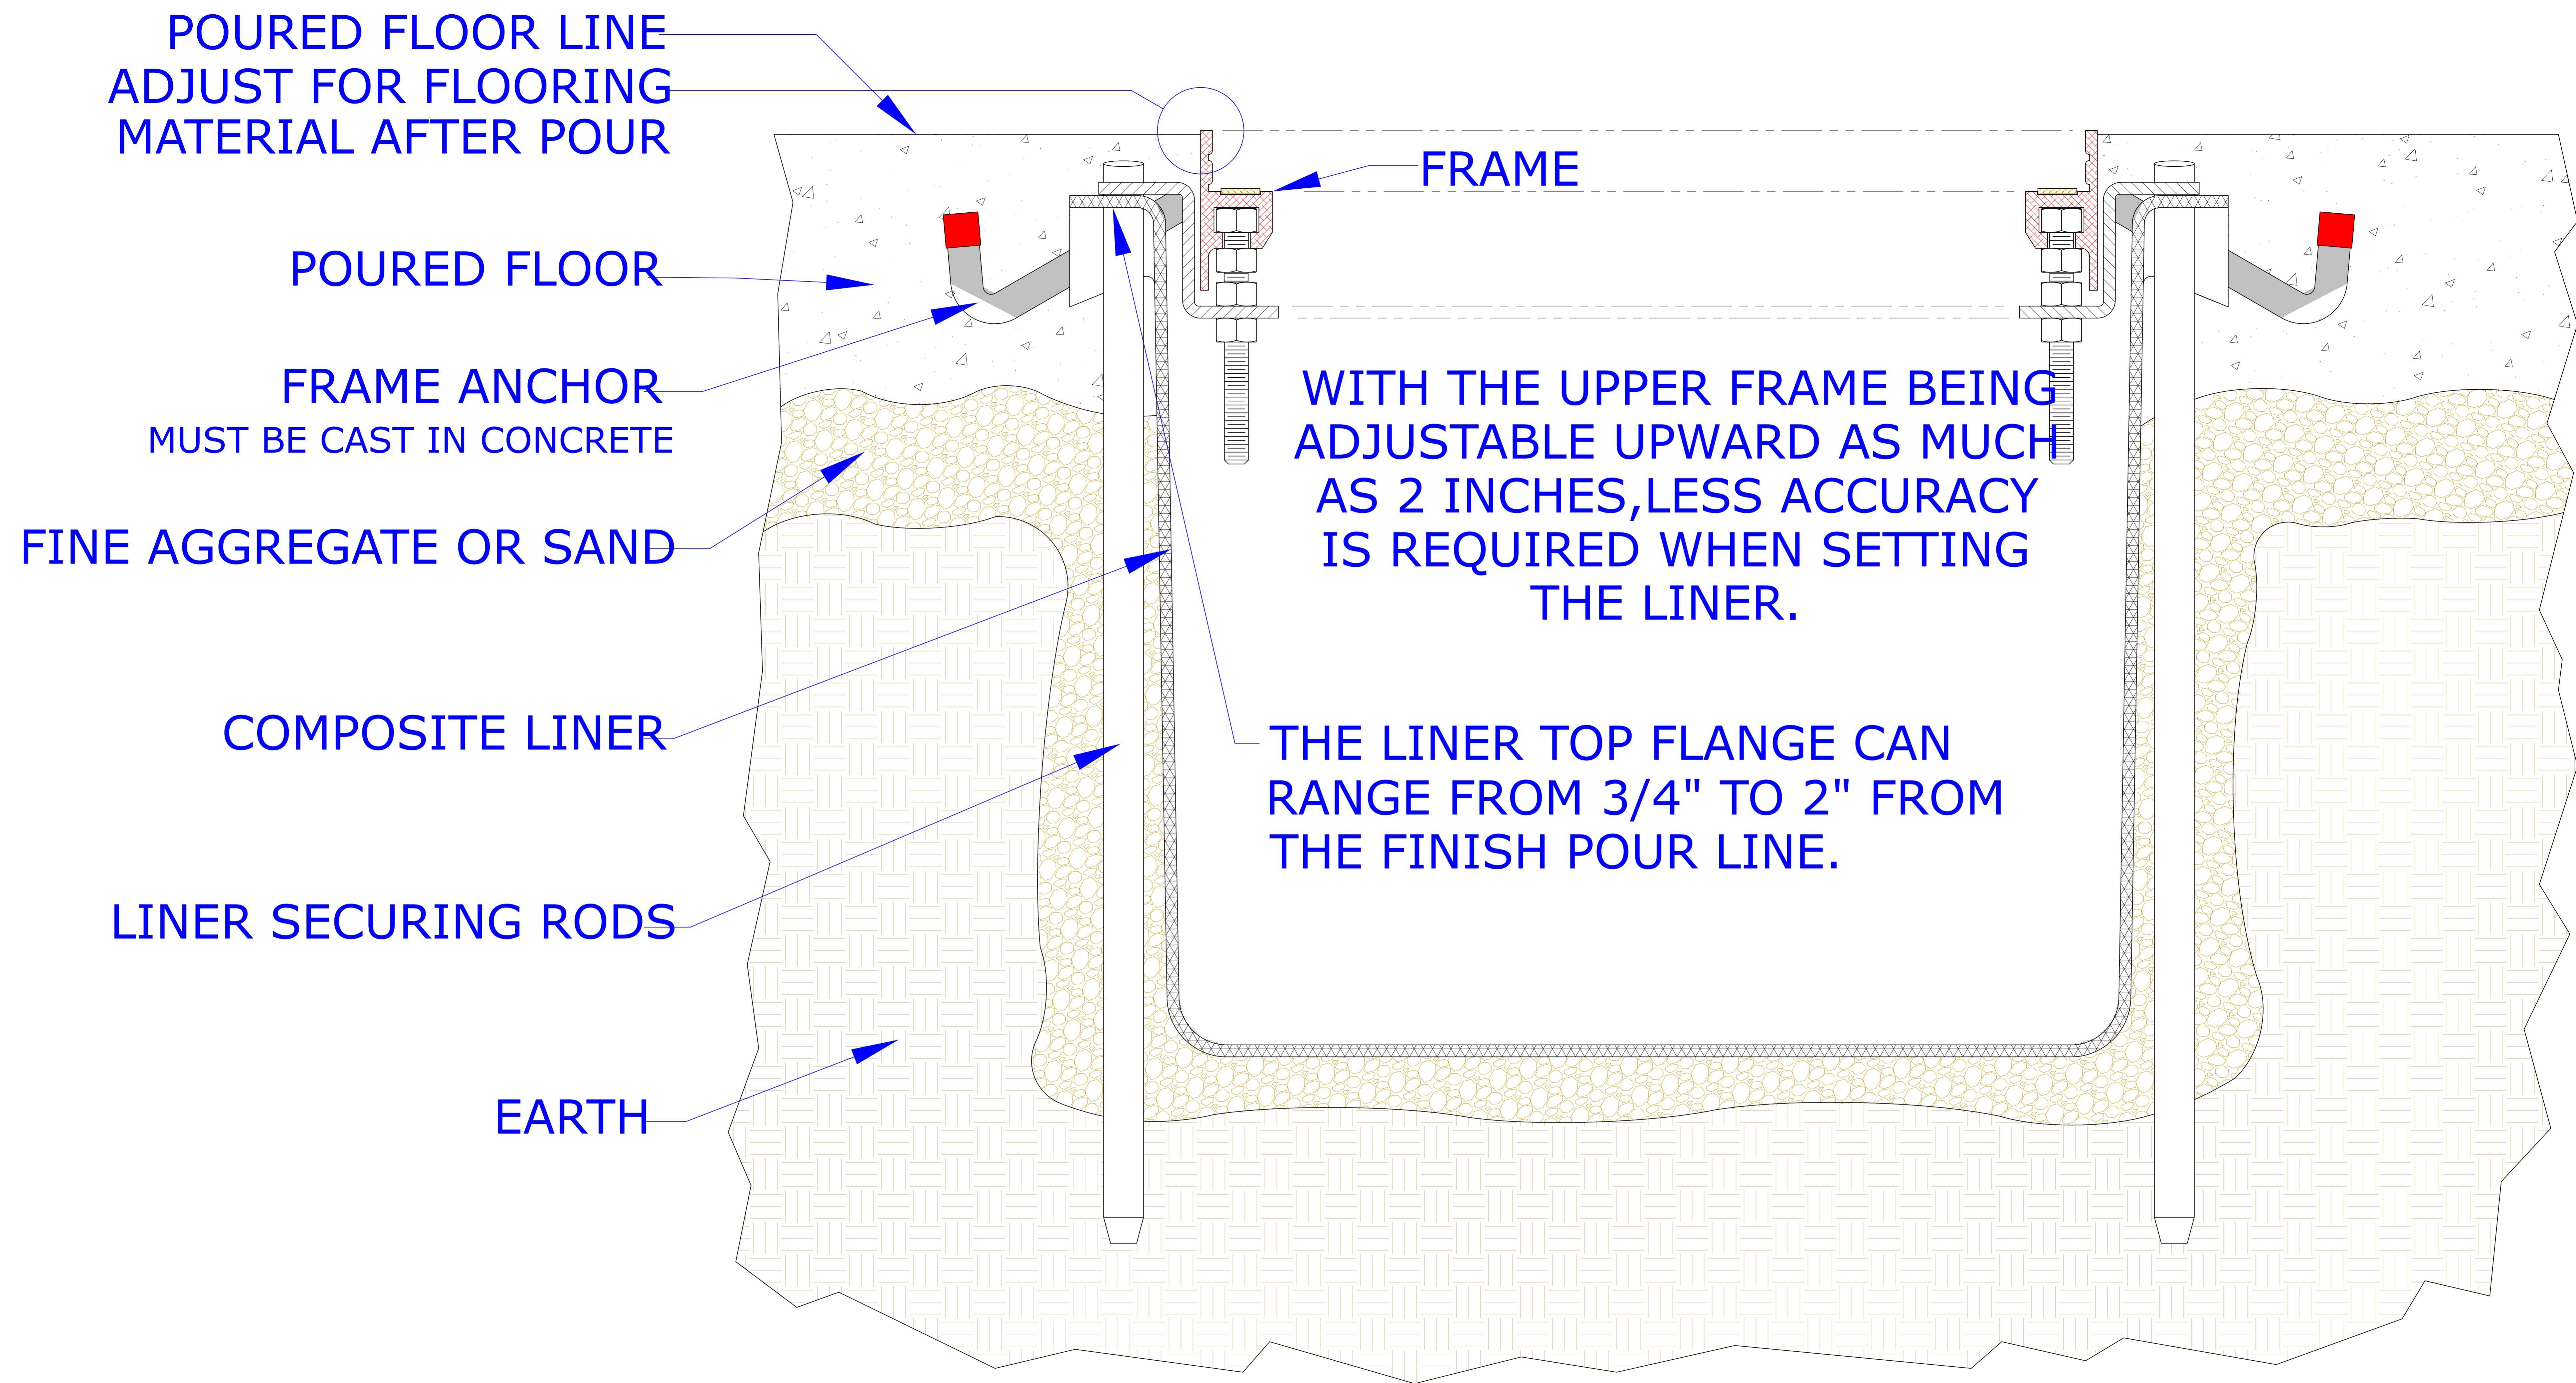 POURED FLOOR LINE
ADJUST FOR FLOORING
MATERIAL AFTER POUR
FRAME
POURED FLOOR
FRAME ANCHOR
MUST BE CAST IN CONCRETE
FINE AGGREGATE OR SAND
COMPOSITE LINER
LINER SECURING RODS
EARTH
WITH THE UPPER FRAME BEING
ADJUSTABLE UPWARD AS MUCH
AS 2 INCHES,LESS ACCURACY
IS REQUIRED WHEN SETTING
THE LINER.
THE LINER TOP FLANGE CAN
RANGE FROM 3/4" TO 2" FROM
THE FINISH POUR LINE.